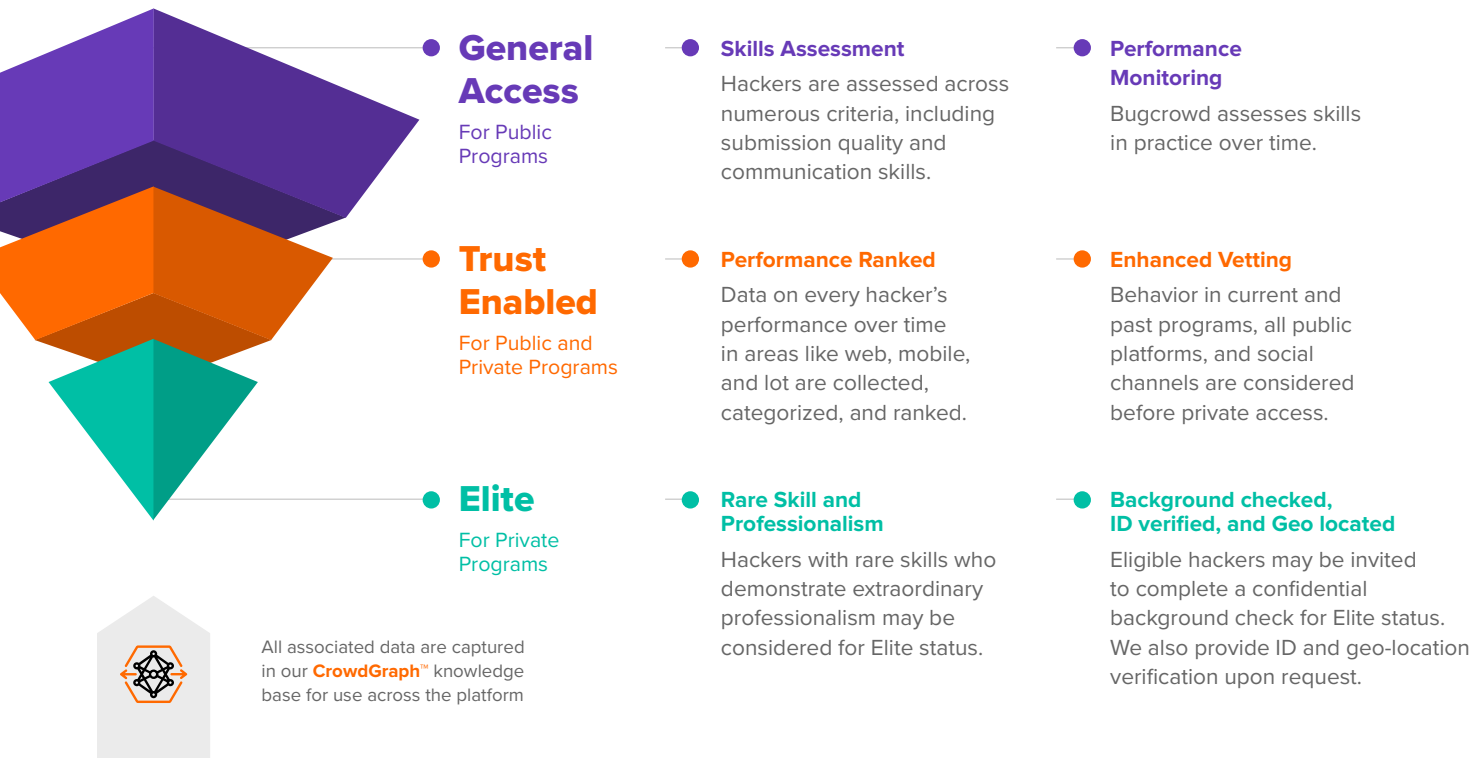 General
Access
For Public
Programs
Skills Assessment
Hackers are assessed across
numerous criteria, including
submission quality and
communication skills.
Performance
Monitoring
Bugcrowd assesses skills
in practice over time.
Trust
Enabled
For Public and
Private Programs
Performance Ranked
Data on every hacker’s
performance over time
in areas like web, mobile,
and lot are collected,
categorized, and ranked.
Enhanced Vetting
Behavior in current and
past programs, all public
platforms, and social
channels are considered
before private access.
Elite
For Private
Programs
Rare Skill and
Professionalism
Hackers with rare skills who
demonstrate extraordinary
professionalism may be
considered for Elite status.
Background checked,
ID verified, and Geo located
Eligible hackers may be invited
to complete a confidential
background check for Elite status.
We also provide ID and geo-location
verification upon request.
All associated data are captured
in our CrowdGraph™ knowledge
base for use across the platform